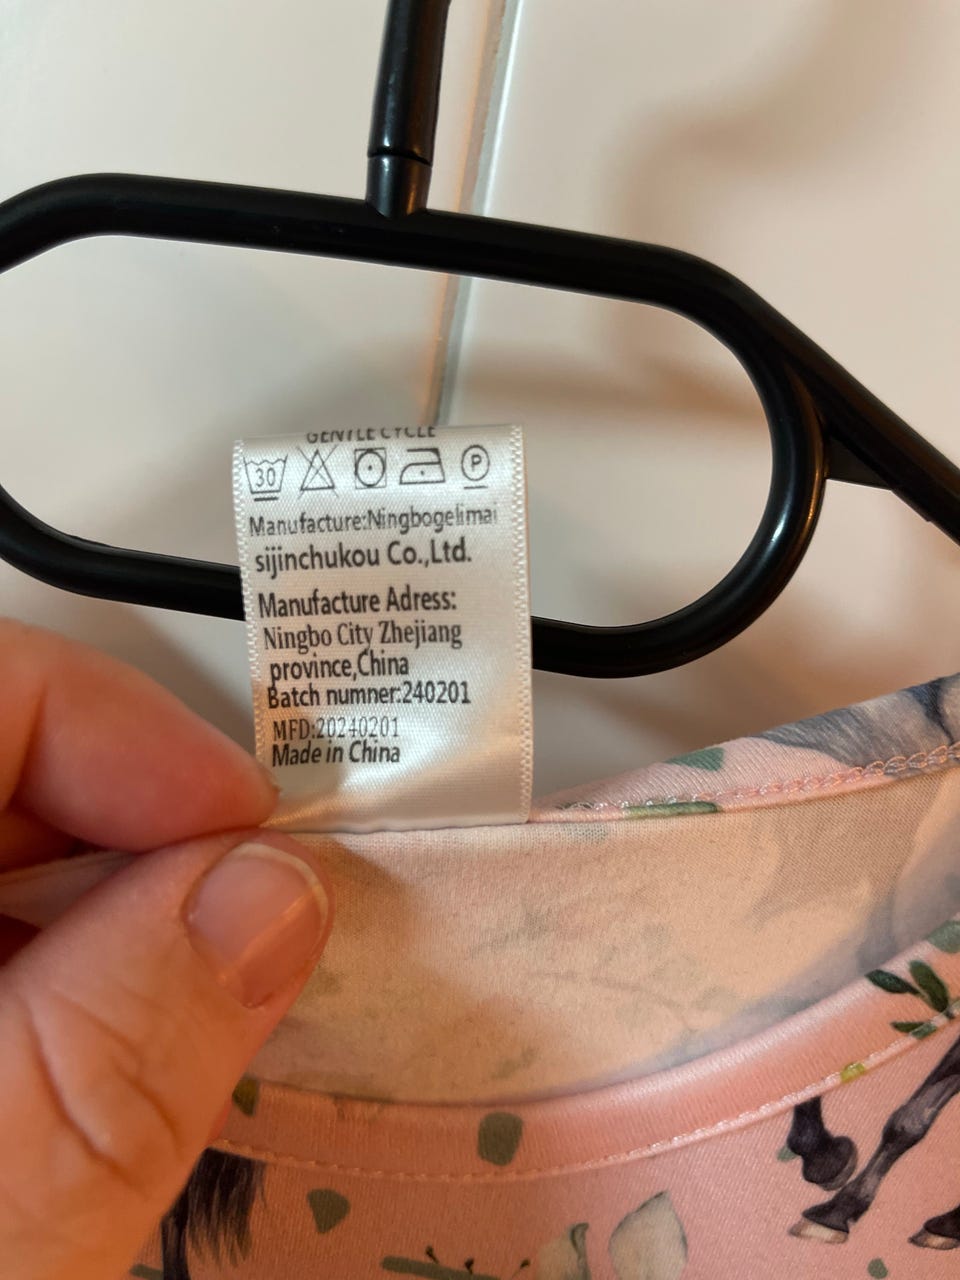 GENTLE CYCLE
30 P
Manufacture:Ningbogelimai
sijinchukou Co.,Ltd.
Manufacture Adress:
Ningbo City Zhejiang
province,China
Batch numner:240201
MFD:20240201
Made in China